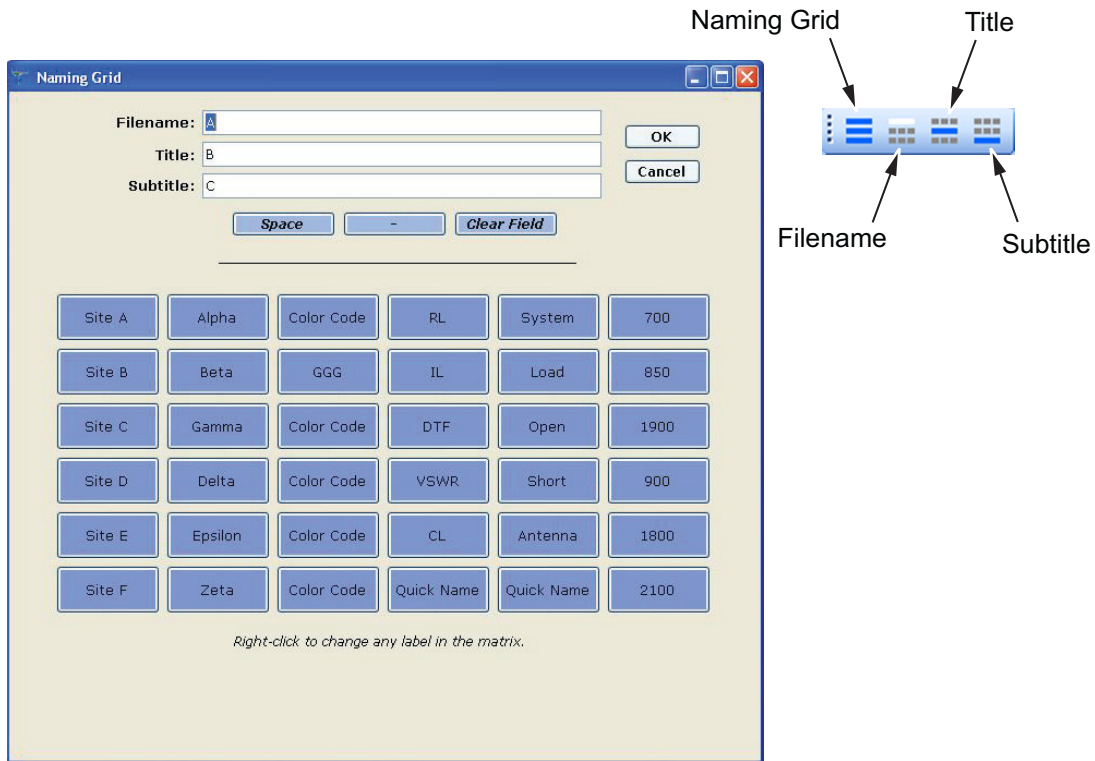 Naming Grid Title
Naming Grid
Filename: A
OK
Title: B
Cancel
Subtitle: C
Space - Clear Field
Filename Subtitle
Site A Alpha Color Code RL System 700
Site B Beta GGG IL Load 850
Site C Gamma Color Code DTF Open 1900
Site D Delta Color Code VSWR Short 900
Site E Epsilon Color Code CL Antenna 1800
Site F Zeta Color Code Quick Name Quick Name 2100
Right-click to change any label in the matrix.